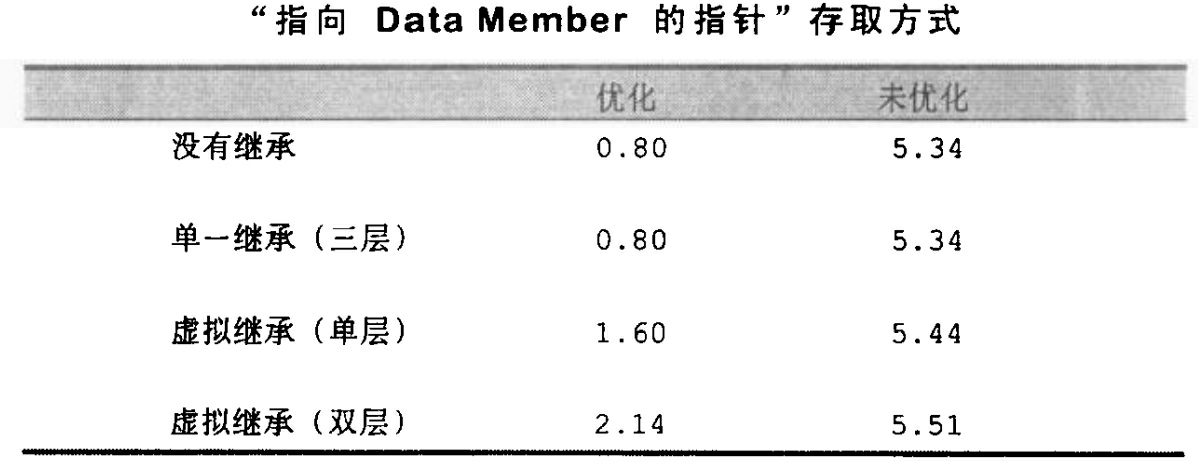 “指向 Data Member 的指针”存取方式
优化 未优化
没有继承 0.80 5.34
单一继承（三层） 0.80 5.34
虚拟继承（单层） 1.60 5.44
虚拟继承（双层） 2.14 5.51